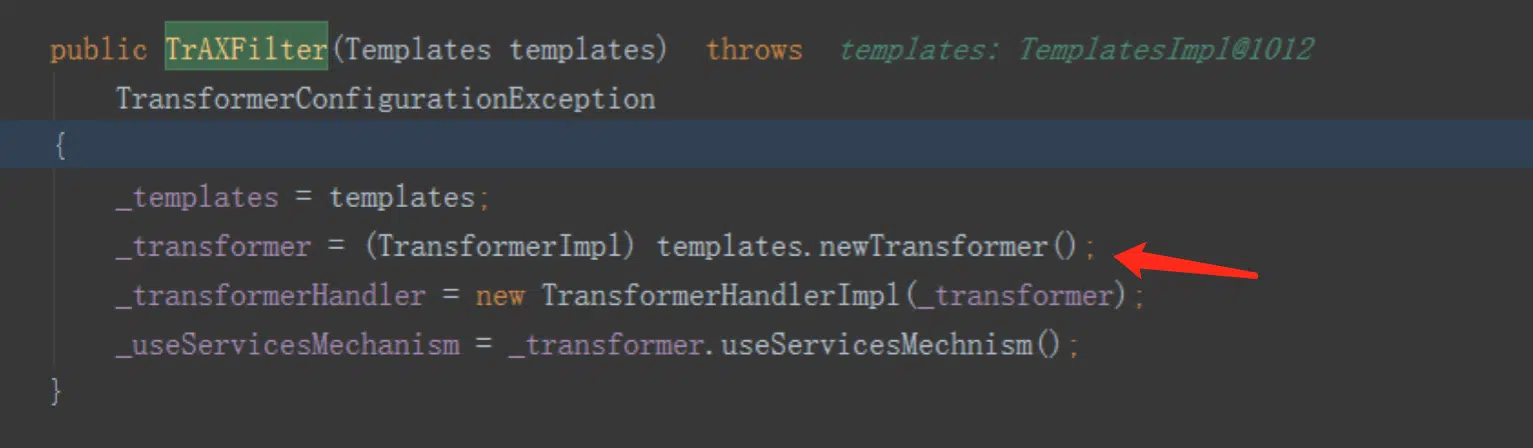 public TrAXFilter(Templates templates)  throws  templates: TemplatesImpl@1012
    TransformerConfigurationException
{
    _templates = templates;
    _transformer = (TransformerImpl) templates.newTransformer();
    _transformerHandler = new TransformerHandlerImpl(_transformer);
    _useServicesMechanism = _transformer.useServicesMechnism();
}